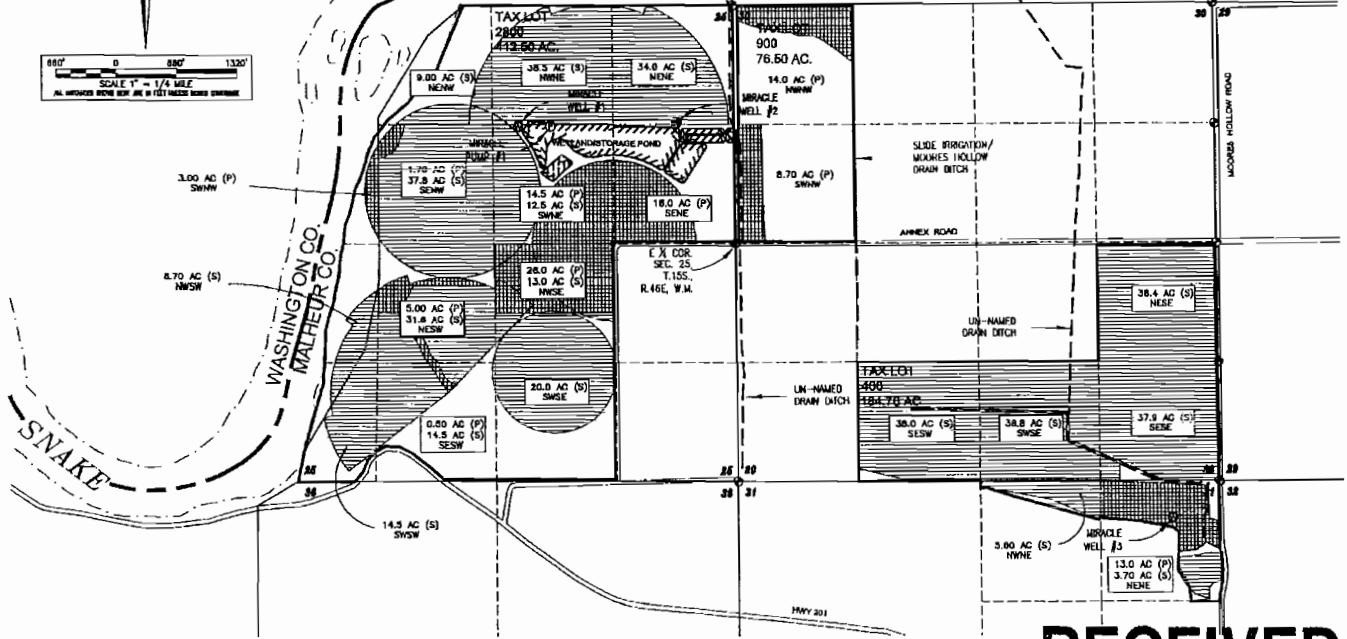 TAX LOT
2800
412.50 AC.
TAX LOT
900
76.50 AC.
30
29
660' 0 660' 1320'
SCALE 1" = 1/4 MILE
9.00 AC (S)
NENW
38.5 AC (S)
NWNE
34.0 AC (S)
NENE
14.0 AC (P)
NWNW
MIRACLE
WELL #1
MIRACLE
WELL #2
MIRACLE
PUMP #1
WETLAND/STORAGE POND
SLIDE IRRIGATION/
MOORES HOLLOW
DRAIN DITCH
MOORES HOLLOW ROAD
3.00 AC (P)
SWNW
37.8 AC (S)
SENW
14.5 AC (P)
12.5 AC (S)
SWNE
16.0 AC (P)
SENE
8.70 AC (P)
SWNW
ANNEX ROAD
WASHINGTON CO.
MALHEUR CO.
E ¼ COR.
SEC. 25
T.15S.,
R.46E, W.M.
8.70 AC (S)
NWSW
26.0 AC (P)
13.0 AC (S)
NWSE
5.00 AC (P)
31.6 AC (S)
NESW
38.4 AC (S)
NESE
UN-NAMED
DRAIN DITCH
TAX LOT
400
184.70 AC
UN-NAMED
DRAIN DITCH
20.0 AC (S)
SWSE
0.50 AC (P)
14.5 AC (S)
SESW
38.0 AC (S)
SESW
38.8 AC (S)
SWSE
37.9 AC (S)
SESE
SNAKE
25
36
25
36
31
32
14.5 AC (S)
SWSW
NWNE
MIRACLE
WELL #3
13.0 AC (P)
3.70 AC (S)
NENE
HWY 201
RECEIVED